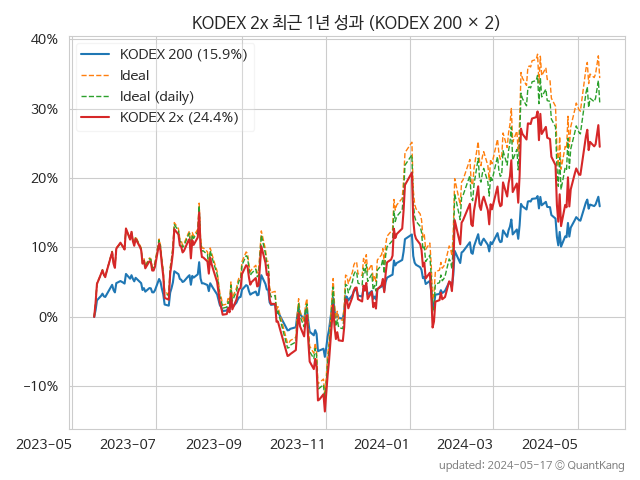 KODEX 2x 최근 1년 성과 (KODEX 200 × 2)
40%
30%
20%
10%
0%
−10%
KODEX 200 (15.9%)
Ideal
Ideal (daily)
KODEX 2x (24.4%)
2023-05 2023-07 2023-09 2023-11 2024-01 2024-03 2024-05
updated: 2024-05-17 © QuantKang